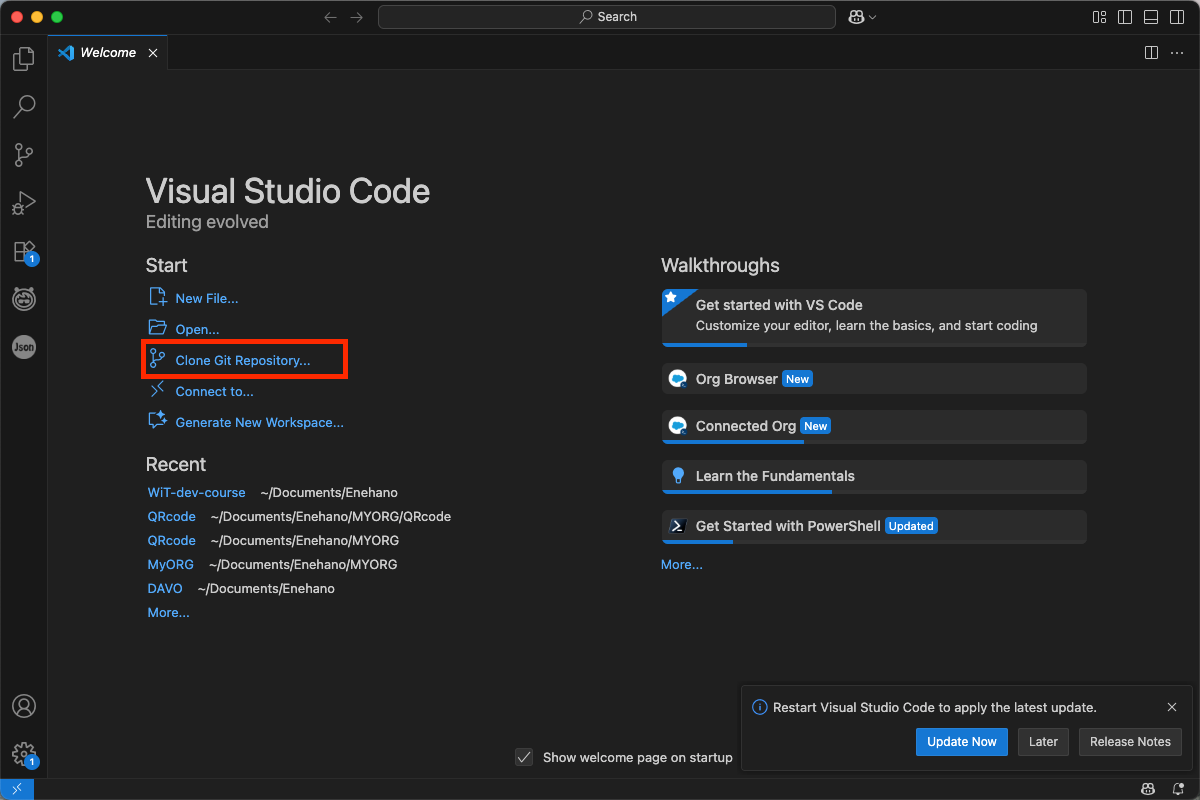 Search
Welcome
Visual Studio Code
Editing evolved
Start
New File...
Open...
Clone Git Repository...
Connect to...
Generate New Workspace...
Recent
WiT-dev-course ~/Documents/Enehano
QRcode ~/Documents/Enehano/MYORG/QRcode
QRcode ~/Documents/Enehano/MYORG
MyORG ~/Documents/Enehano/MYORG
DAVO ~/Documents/Enehano
More...
Walkthroughs
Get started with VS Code
Customize your editor, learn the basics, and start coding
Org Browser New
Connected Org New
Learn the Fundamentals
Get Started with PowerShell Updated
More...
1
Json
1
Show welcome page on startup
Restart Visual Studio Code to apply the latest update.
Update Now Later Release Notes